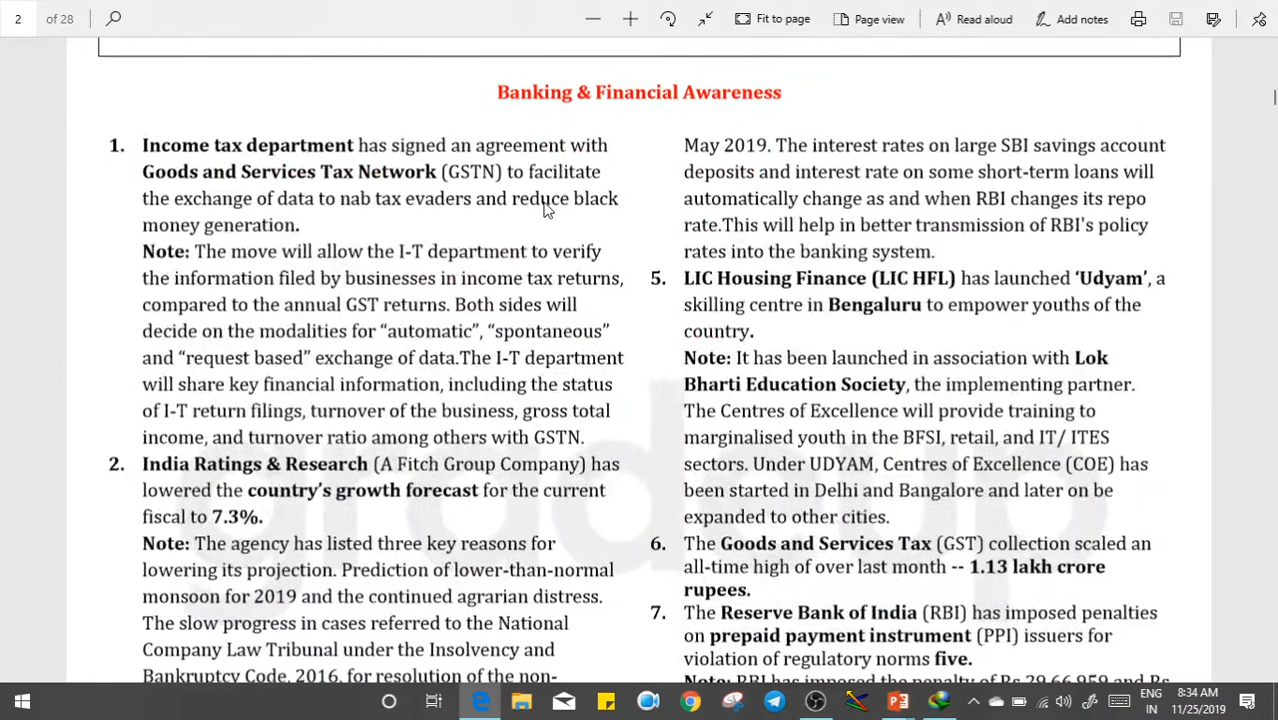 2 of 28
Fit to page
Page view
Read aloud
Add notes
Banking & Financial Awareness
1. Income tax department has signed an agreement with
Goods and Services Tax Network (GSTN) to facilitate
the exchange of data to nab tax evaders and reduce black
money generation.
Note: The move will allow the I-T department to verify
the information filed by businesses in income tax returns,
compared to the annual GST returns. Both sides will
decide on the modalities for “automatic”, “spontaneous”
and “request based” exchange of data.The I-T department
will share key financial information, including the status
of I-T return filings, turnover of the business, gross total
income, and turnover ratio among others with GSTN.
2. India Ratings & Research (A Fitch Group Company) has
lowered the country’s growth forecast for the current
fiscal to 7.3%.
Note: The agency has listed three key reasons for
lowering its projection. Prediction of lower-than-normal
monsoon for 2019 and the continued agrarian distress.
The slow progress in cases referred to the National
Company Law Tribunal under the Insolvency and
Bankruptcy Code, 2016, for resolution of the non-
May 2019. The interest rates on large SBI savings account
deposits and interest rate on some short-term loans will
automatically change as and when RBI changes its repo
rate.This will help in better transmission of RBI's policy
rates into the banking system.
5. LIC Housing Finance (LIC HFL) has launched ‘Udyam’, a
skilling centre in Bengaluru to empower youths of the
country.
Note: It has been launched in association with Lok
Bharti Education Society, the implementing partner.
The Centres of Excellence will provide training to
marginalised youth in the BFSI, retail, and IT/ ITES
sectors. Under UDYAM, Centres of Excellence (COE) has
been started in Delhi and Bangalore and later on be
expanded to other cities.
6. The Goods and Services Tax (GST) collection scaled an
all-time high of over last month -- 1.13 lakh crore
rupees.
7. The Reserve Bank of India (RBI) has imposed penalties
on prepaid payment instrument (PPI) issuers for
violation of regulatory norms five.
Note: RBI has imposed the penalty of Rs 29,66,959 and Rs
gradeup
ENG
IN
8:34 AM
11/25/2019